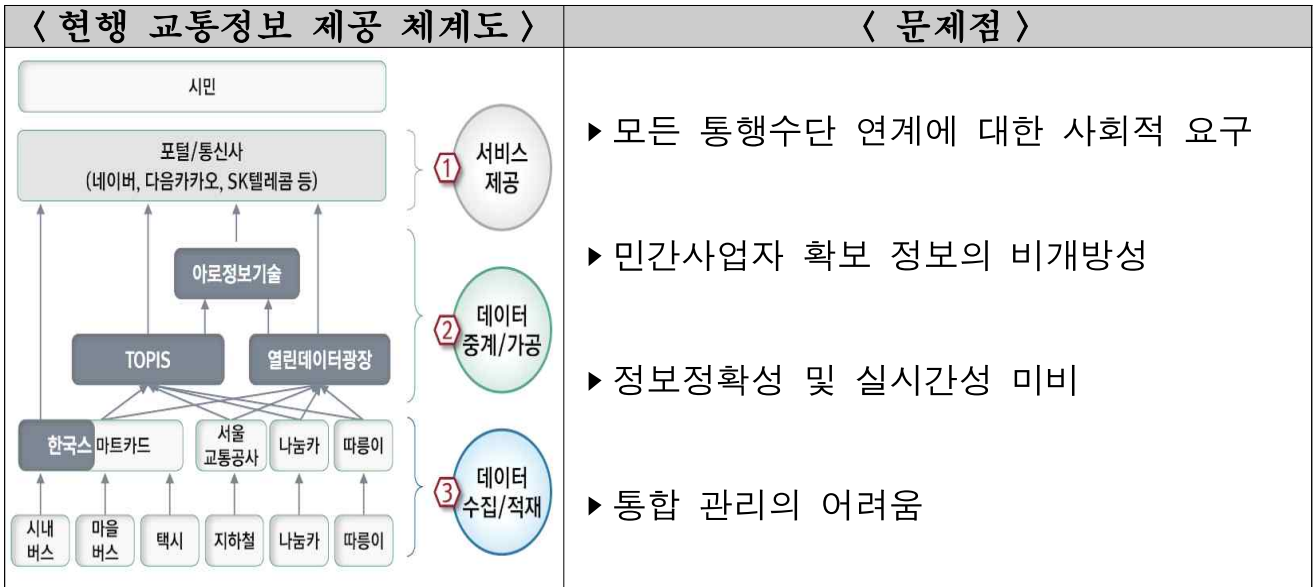 〈 현행 교통정보 제공 체계도 〉
시민
포털/통신사
(네이버, 다음카카오, SK텔레콤 등)
1
서비스
제공
아로정보기술
TOPIS
열린데이터광장
2
데이터
중계/가공
한국스마트카드
서울
교통공사
나눔카
따릉이
시내
버스
마을
버스
택시
지하철
나눔카
따릉이
3
데이터
수집/적재
〈 문제점 〉
▶ 모든 통행수단 연계에 대한 사회적 요구
▶ 민간사업자 확보 정보의 비개방성
▶ 정보정확성 및 실시간성 미비
▶ 통합 관리의 어려움